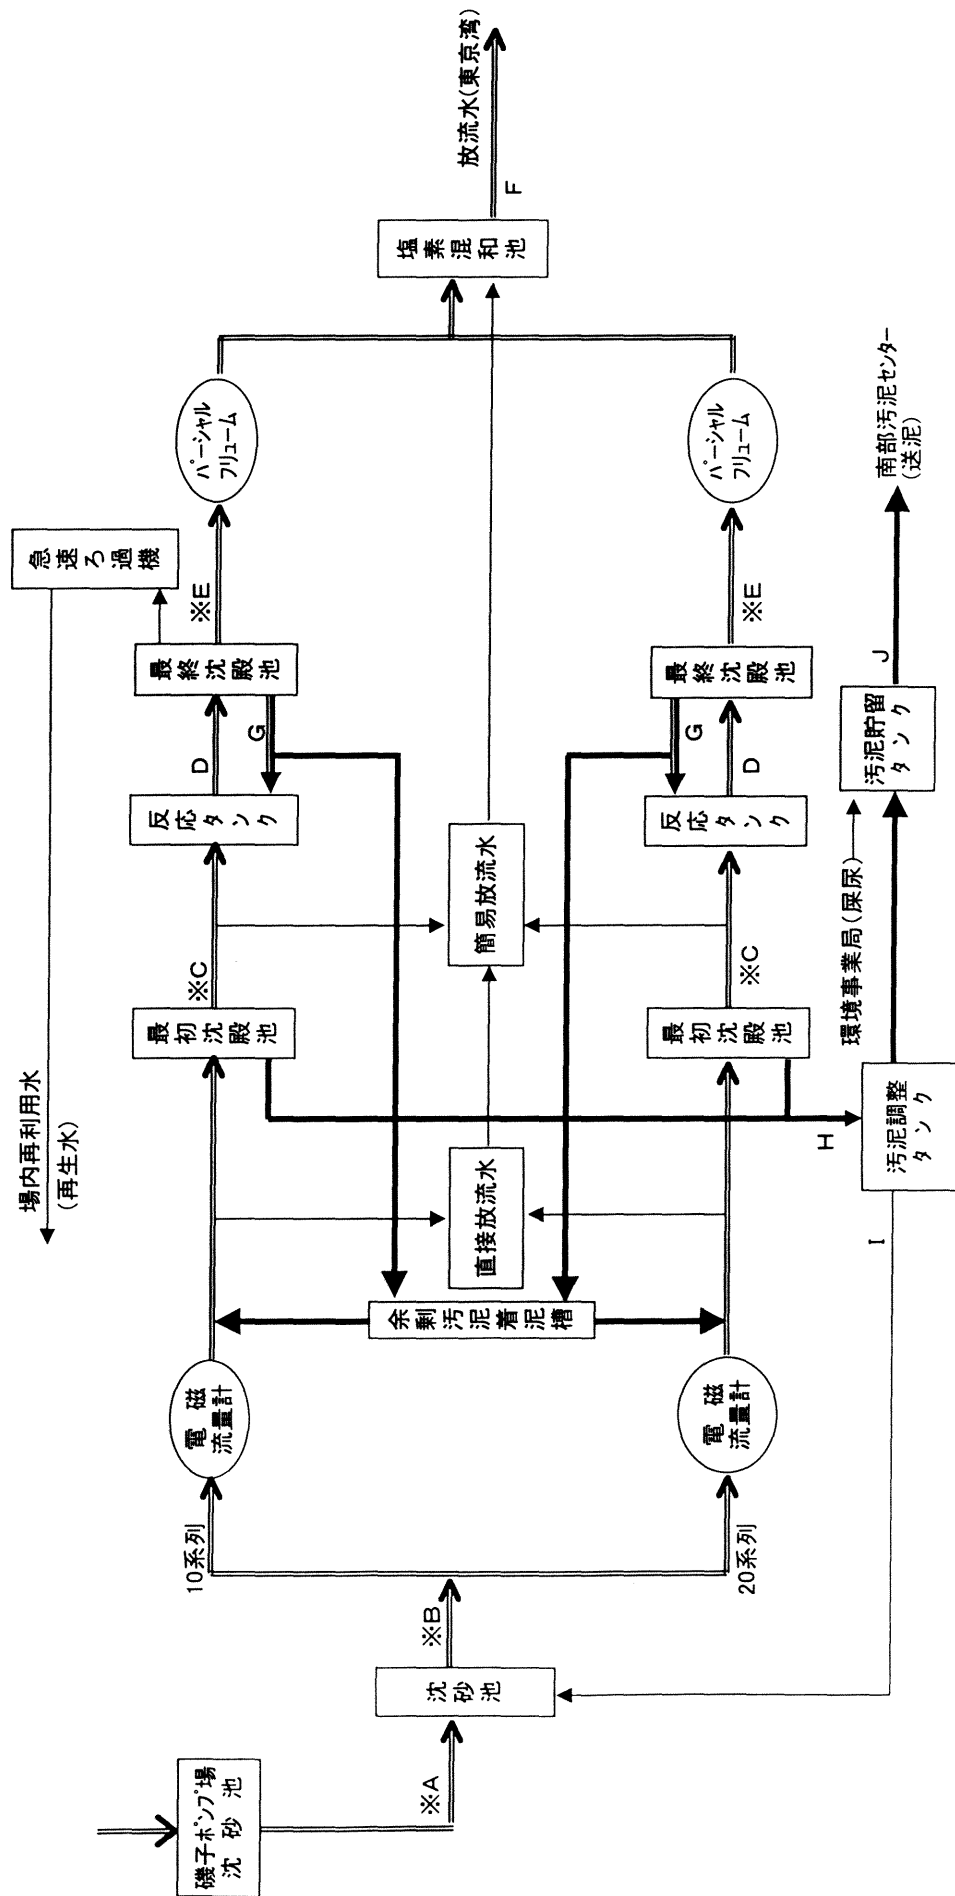 磯子ポンプ場
沈砂池
※A
沈砂池
※B
10系列
20系列
電磁
流量計
電磁
流量計
余剰汚泥着泥槽
場内再利用水
(再生水)
直接放流水
最初沈殿池
最初沈殿池
※C
※C
簡易放流水
反応タンク
反応タンク
D
D
G
G
最終沈殿池
最終沈殿池
急速ろ過機
※E
※E
パーシャル
フリューム
パーシャル
フリューム
塩素混和池
F
放流水(東京湾)
H
I
汚泥調整
タンク
環境事業局(屎尿)
汚泥貯留
タンク
J
南部汚泥センター
(送泥)